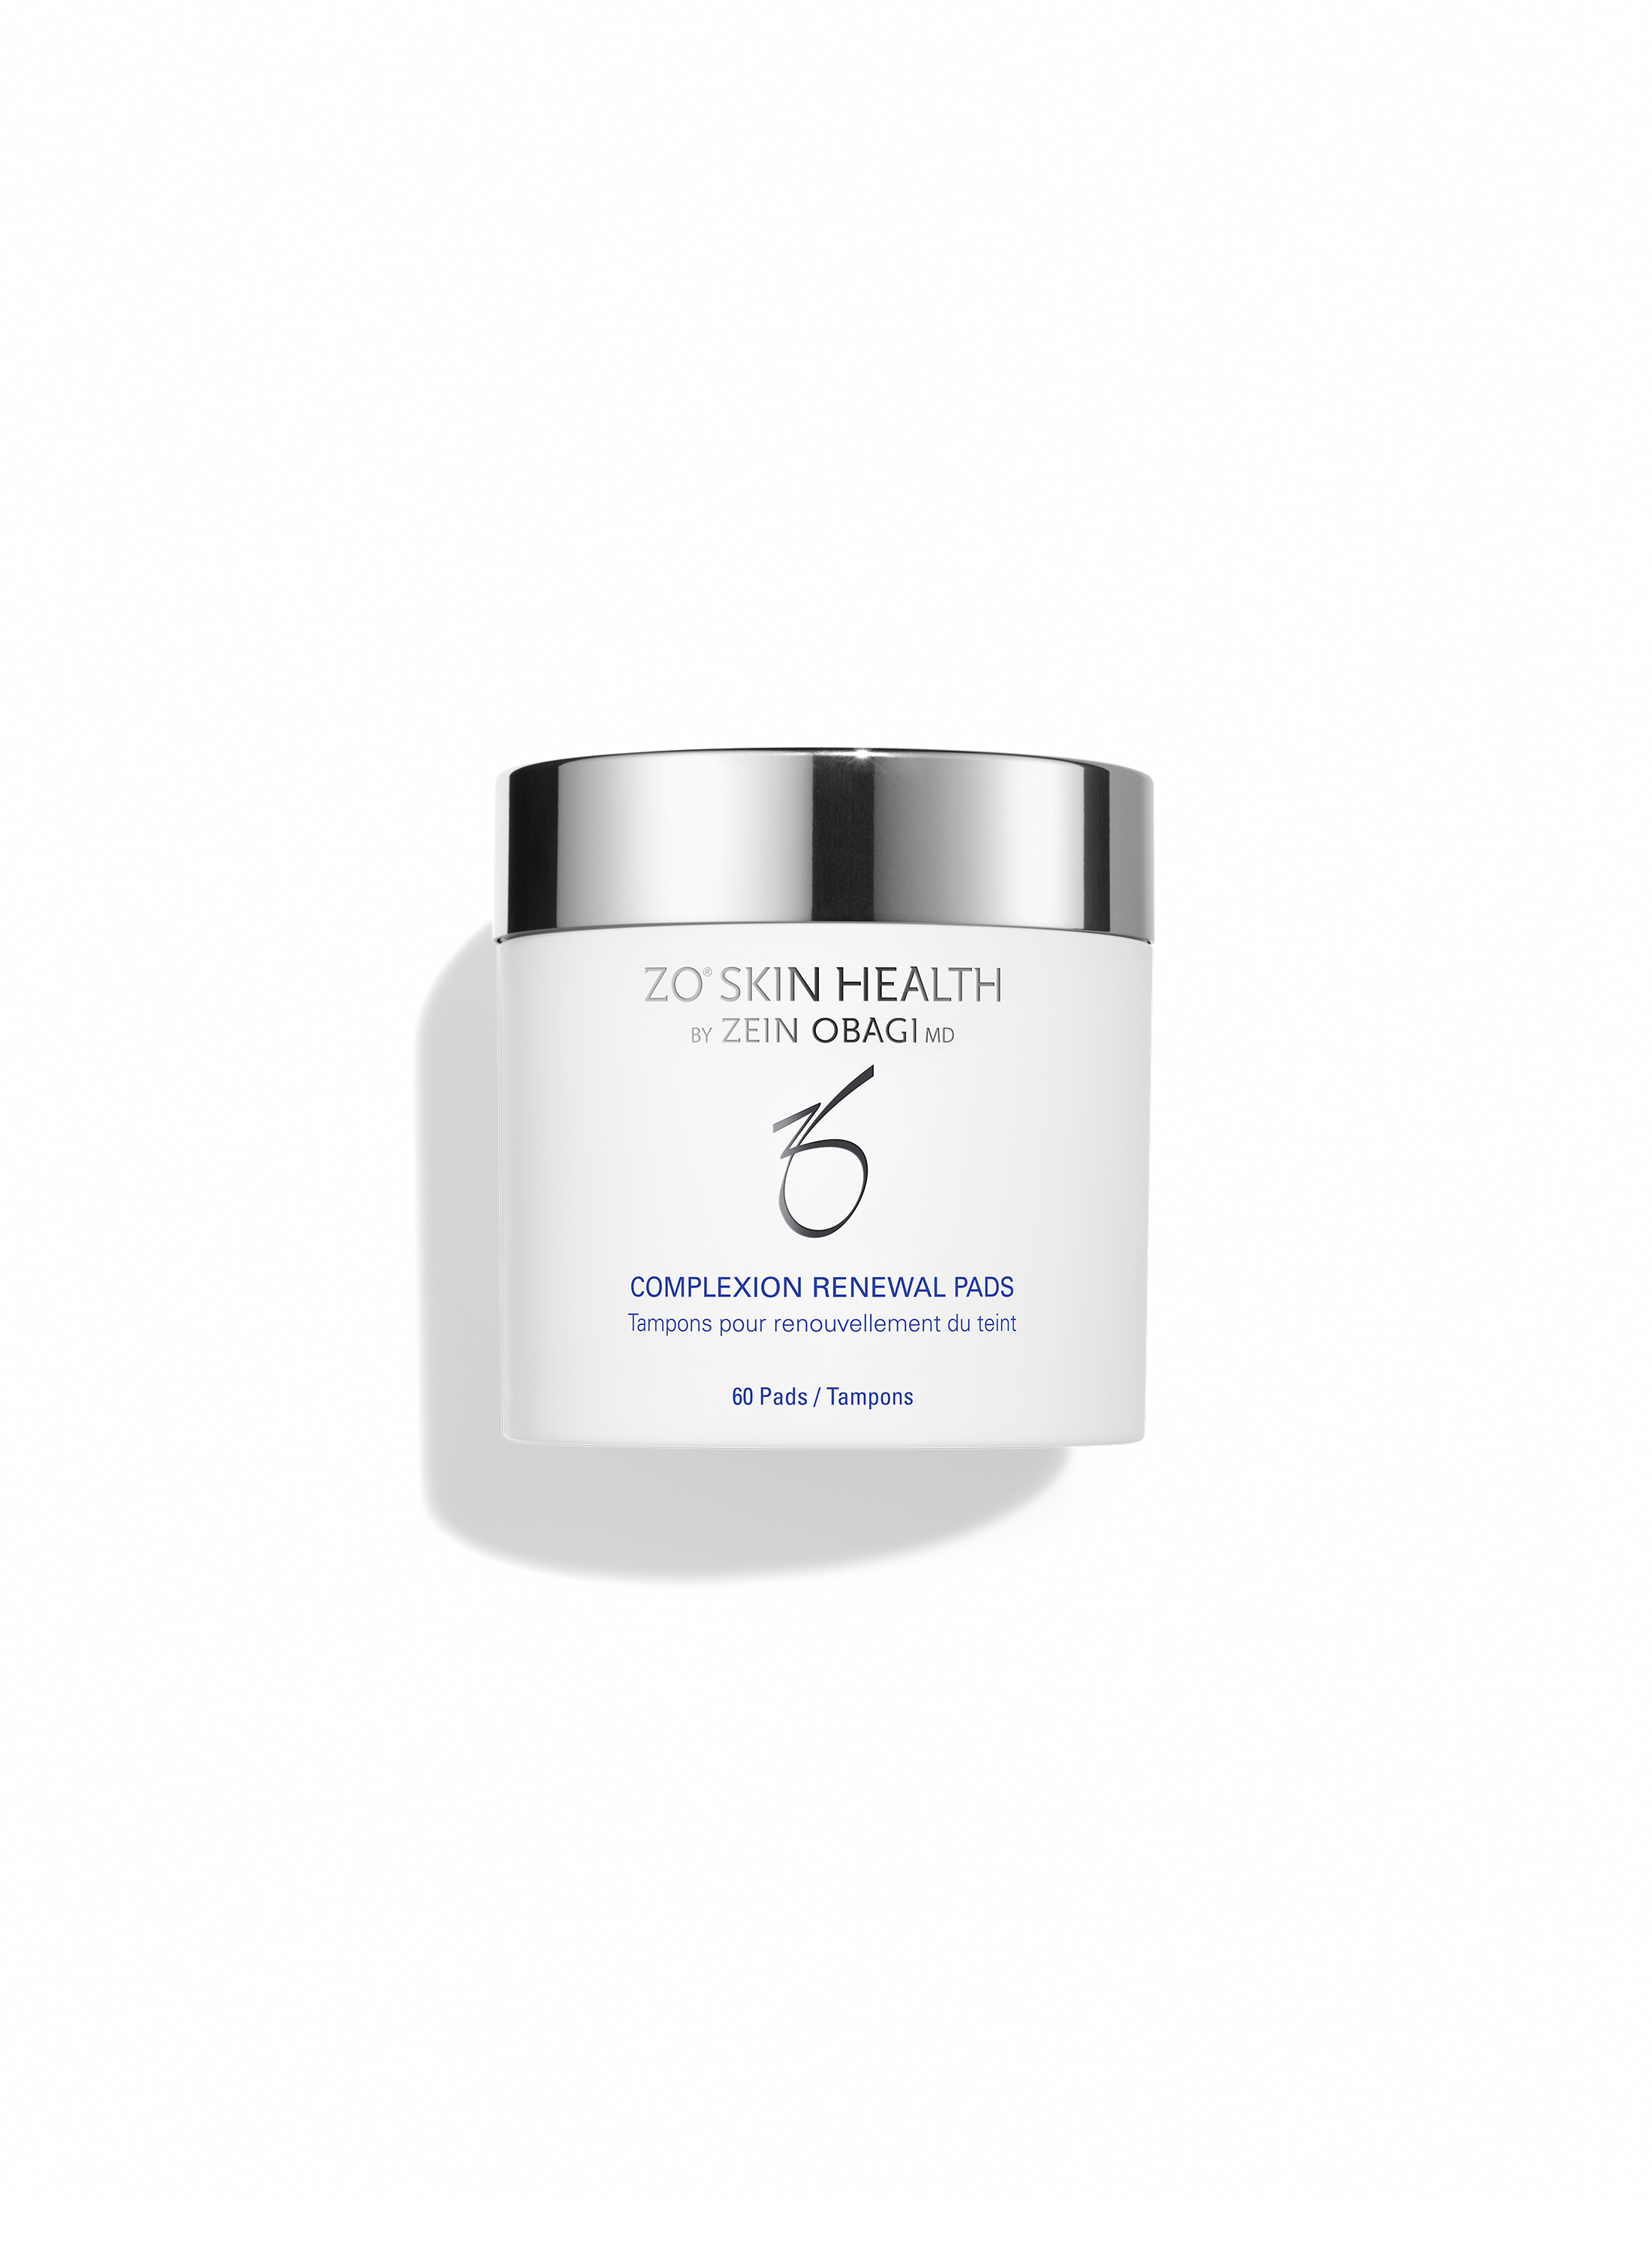 ZO® SKIN HEALTH
BY ZEIN OBAGI MD
COMPLEXION RENEWAL PADS
Tampons pour renouvellement du teint
60 Pads / Tampons